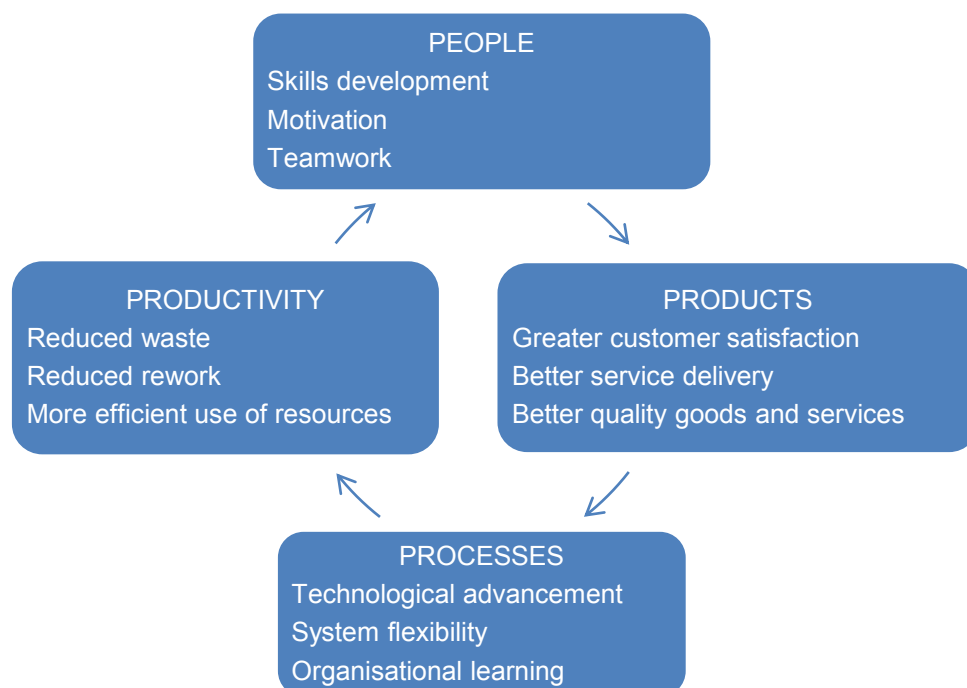 PEOPLE
Skills development
Motivation
Teamwork
PRODUCTIVITY
Reduced waste
Reduced rework
More efficient use of resources
PRODUCTS
Greater customer satisfaction
Better service delivery
Better quality goods and services
PROCESSES
Technological advancement
System flexibility
Organisational learning